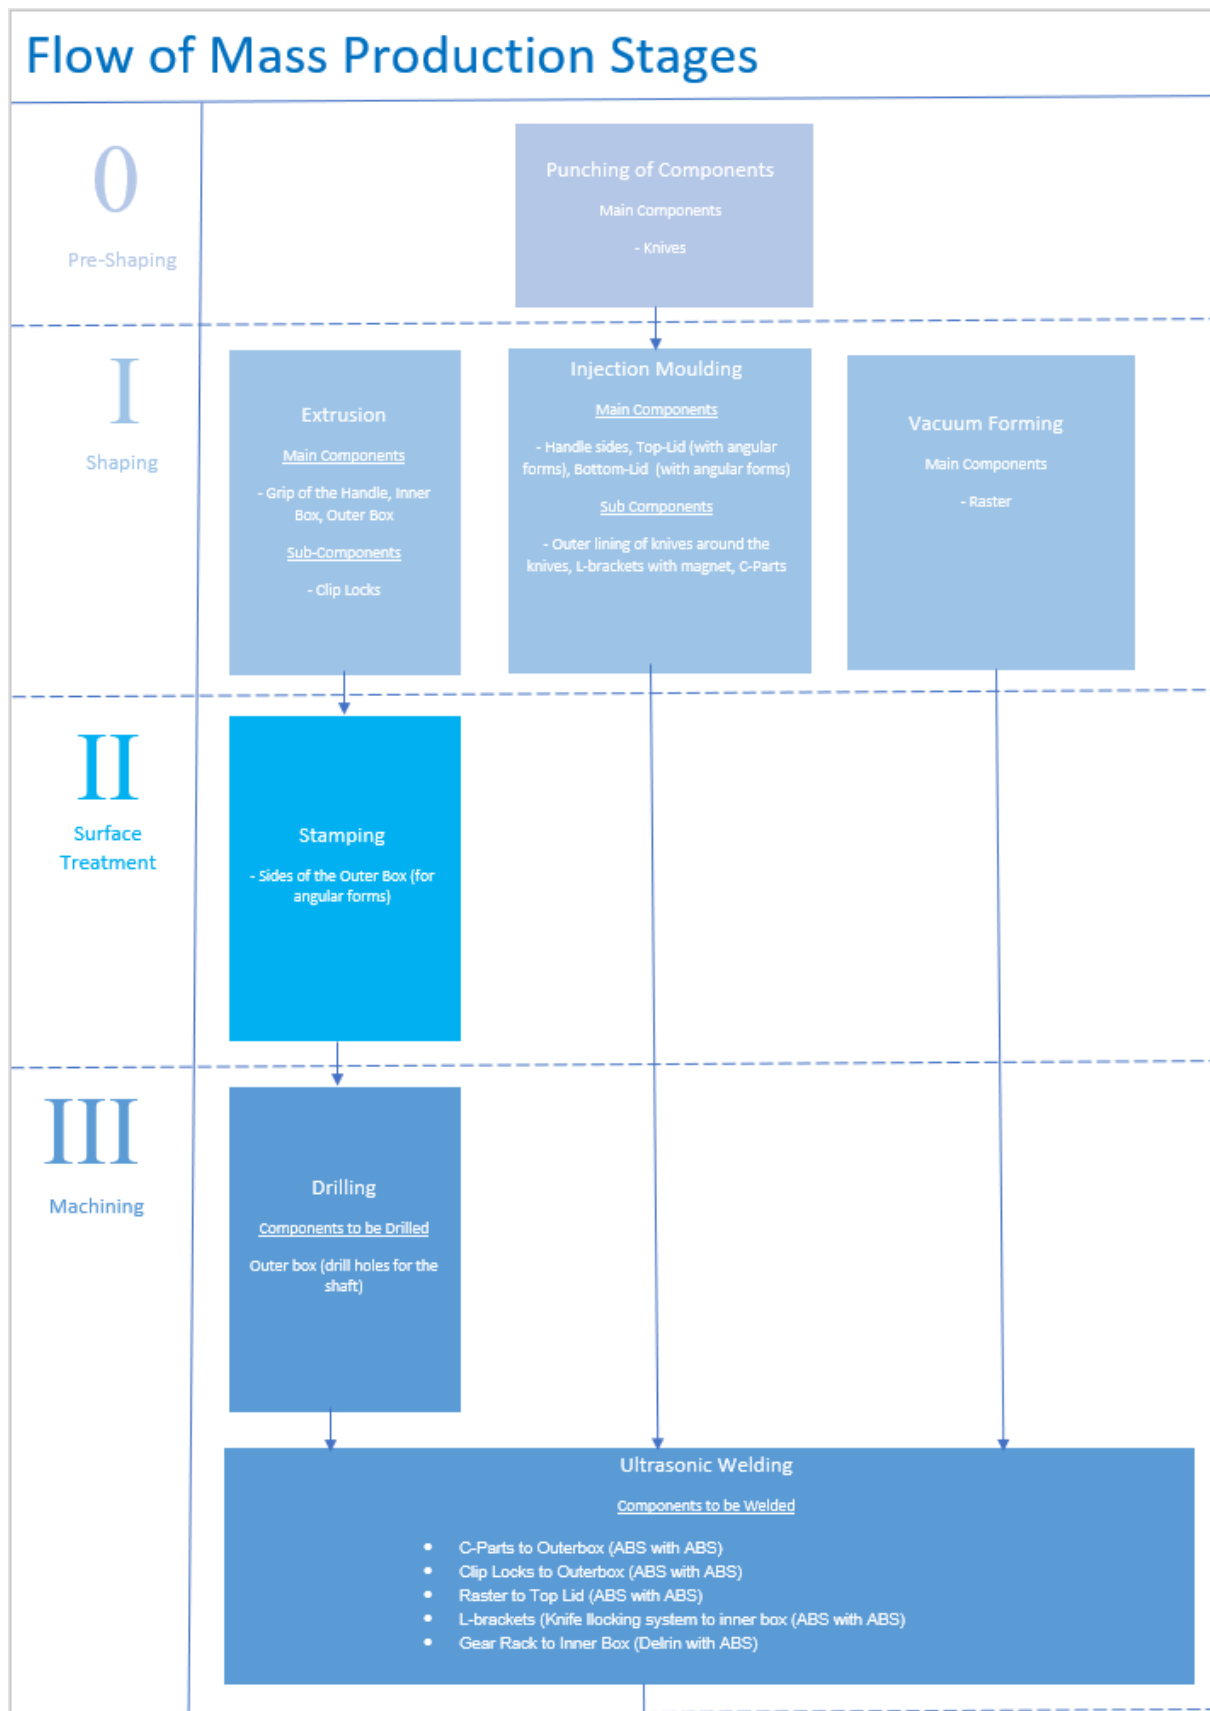 Flow of Mass Production Stages
0
Pre-Shaping
Punching of Components
Main Components
- Knives
I
Shaping
Extrusion
Main Components
- Grip of the Handle, Inner
Box, Outer Box
Sub-Components
- Clip Locks
Injection Moulding
Main Components
- Handle sides, Top-Lid (with angular
forms), Bottom-Lid (with angular forms)
Sub Components
- Outer lining of knives around the
knives, L-brackets with magnet, C-Parts
Vacuum Forming
Main Components
- Raster
II
Surface
Treatment
Stamping
- Sides of the Outer Box (for
angular forms)
III
Machining
Drilling
Components to be Drilled
Outer box (drill holes for the
shaft)
Ultrasonic Welding
Components to be Welded
• C-Parts to Outerbox (ABS with ABS)
• Clip Locks to Outerbox (ABS with ABS)
• Raster to Top Lid (ABS with ABS)
• L-brackets (Knife llocking system to inner box (ABS with ABS)
• Gear Rack to Inner Box (Delrin with ABS)